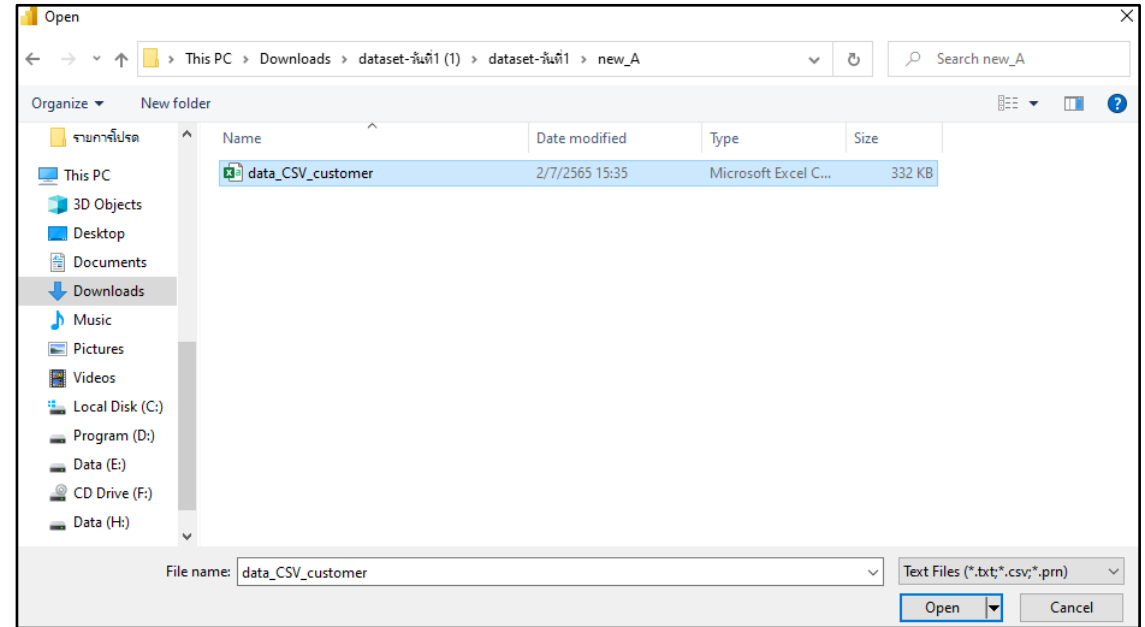 Open
This PC > Downloads > dataset-วันที่1 (1) > dataset-วันที่1 > new_A
Search new_A
Organize
New folder
Name
Date modified
Type
Size
data_CSV_customer
2/7/2565 15:35
Microsoft Excel C...
332 KB
รายการโปรด
This PC
3D Objects
Desktop
Documents
Downloads
Music
Pictures
Videos
Local Disk (C:)
Program (D:)
Data (E:)
CD Drive (F:)
Data (H:)
File name:
data_CSV_customer
Text Files (*.txt;*.csv;*.prn)
Open
Cancel